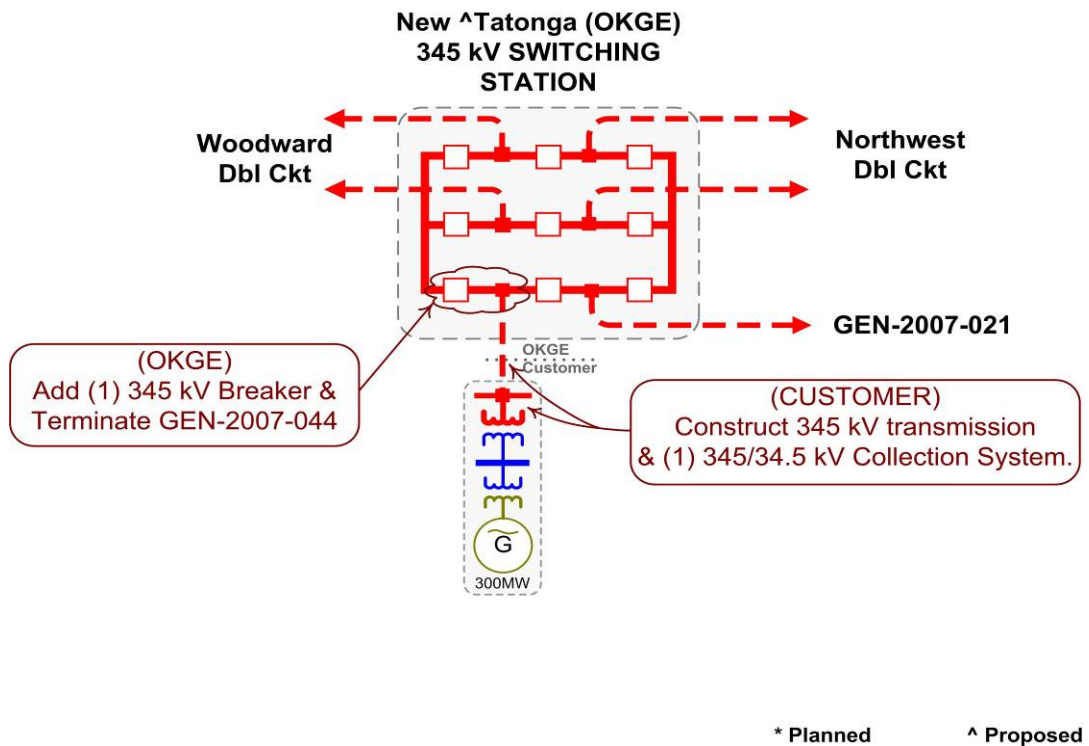 New ^Tatonga (OKGE)
345 kV SWITCHING
STATION
Woodward
Dbl Ckt
Northwest
Dbl Ckt
GEN-2007-021
OKGE
Customer
(OKGE)
Add (1) 345 kV Breaker &
Terminate GEN-2007-044
(CUSTOMER)
Construct 345 kV transmission
& (1) 345/34.5 kV Collection System.
G
300MW
* Planned
^ Proposed